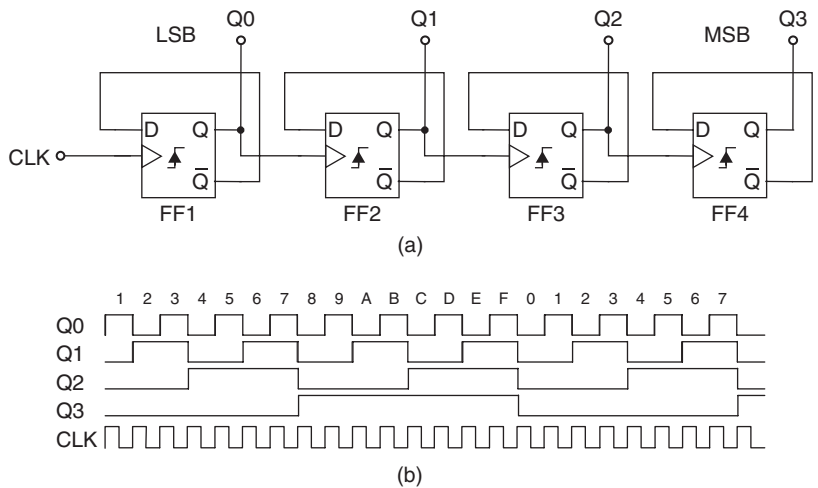 LSB Q0 Q1 Q2 MSB Q3
D Q D Q D Q D Q
CLK
Q̅ Q̅ Q̅ Q̅
FF1 FF2 FF3 FF4
(a)
1 2 3 4 5 6 7 8 9 A B C D E F 0 1 2 3 4 5 6 7
Q0
Q1
Q2
Q3
CLK
(b)